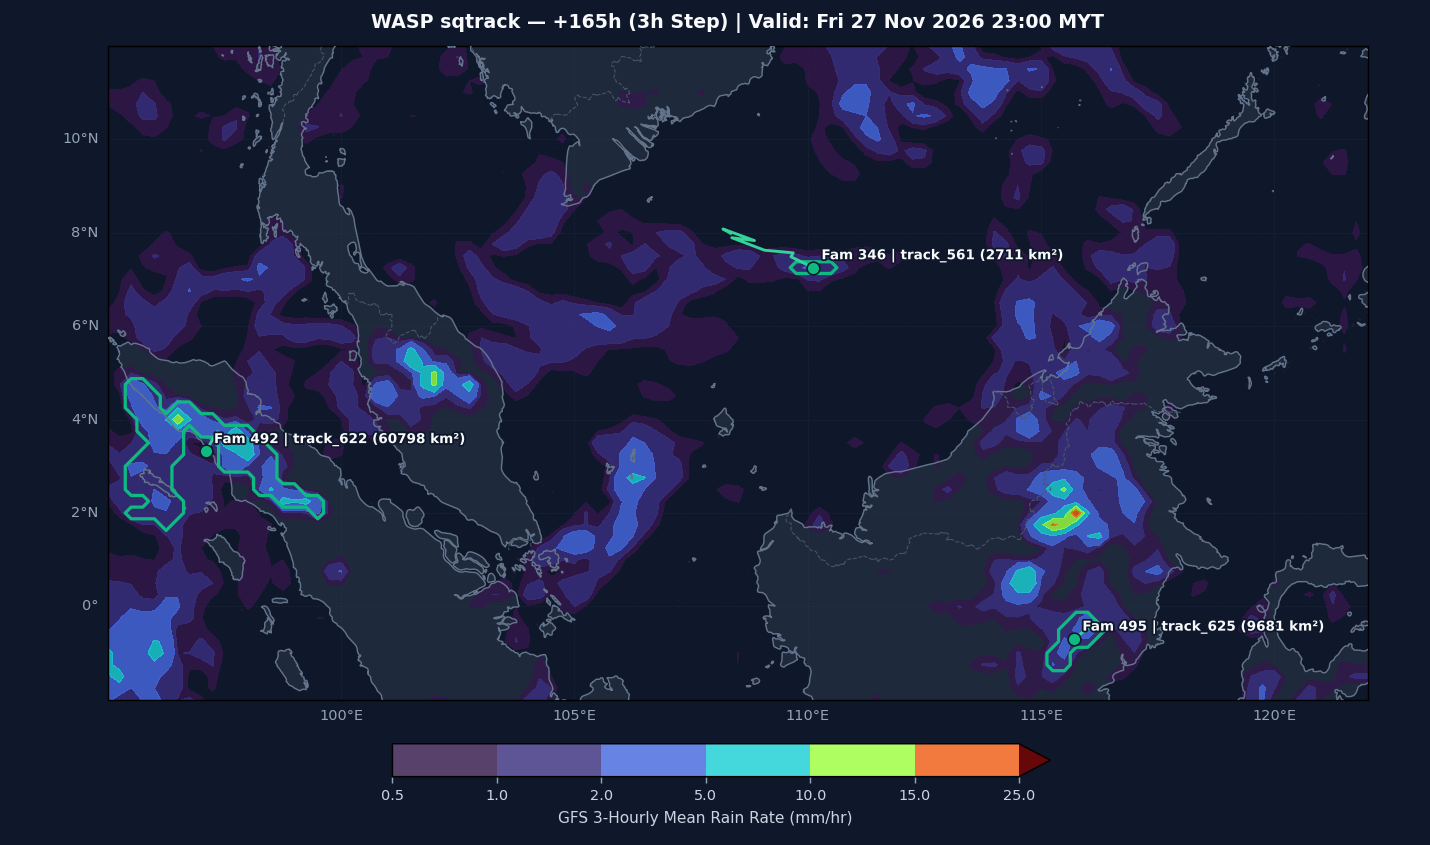 WASP sqtrack — +165h (3h Step) | Valid: Fri 27 Nov 2026 23:00 MYT
10°N
8°N
Fam 346 | track_561 (2711 km²)
6°N
4°N
Fam 492 | track_622 (60798 km²)
2°N
0°
Fam 495 | track_625 (9681 km²)
100°E 105°E 110°E 115°E 120°E
0.5 1.0 2.0 5.0 10.0 15.0 25.0
GFS 3-Hourly Mean Rain Rate (mm/hr)